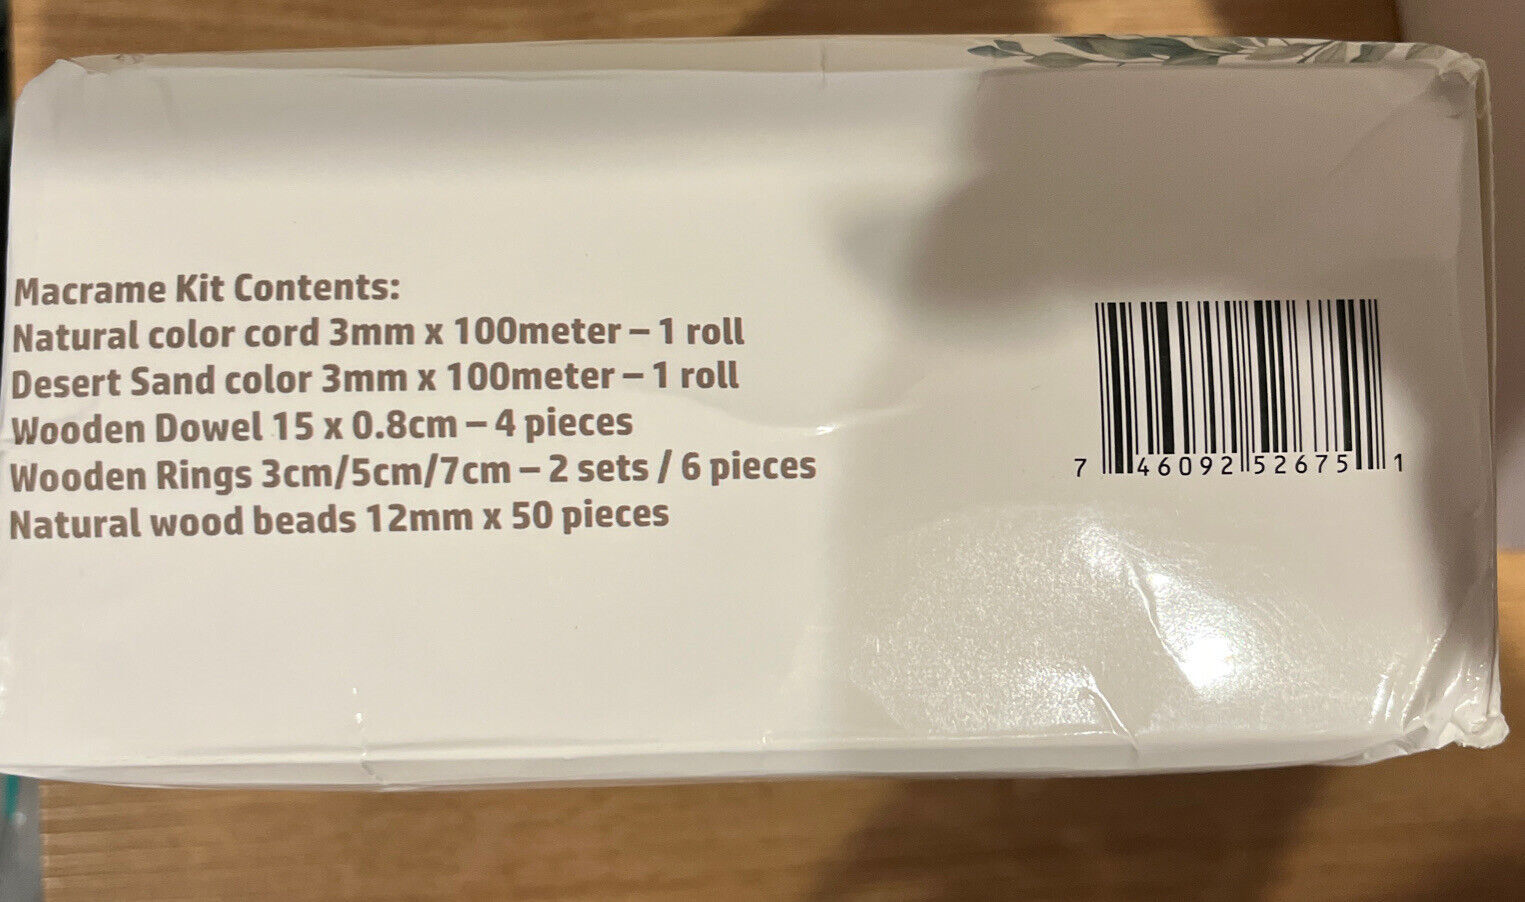 Macrame Kit Contents:
Natural color cord 3mm x 100meter – 1 roll
Desert Sand color 3mm x 100meter – 1 roll
Wooden Dowel 15 x 0.8cm – 4 pieces
Wooden Rings 3cm/5cm/7cm – 2 sets / 6 pieces
Natural wood beads 12mm x 50 pieces
7 46092 52675 1